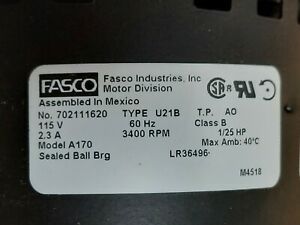 FASCO Fasco Industries, Inc
Motor Division
Assembled In Mexico
No. 702111620 TYPE U21B T.P. AO
115 V 60 Hz Class B
2.3 A 3400 RPM 1/25 HP
Model A170 Max Amb: 40°C
Sealed Ball Brg LR36496
M4518